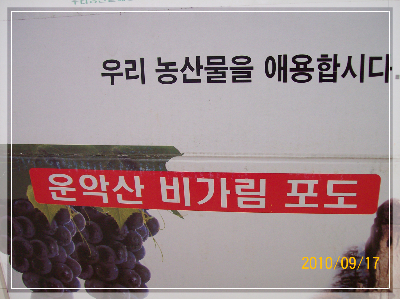 우리 농산물을 애용합시다.
운악산 비가림 포도
2010/09/17